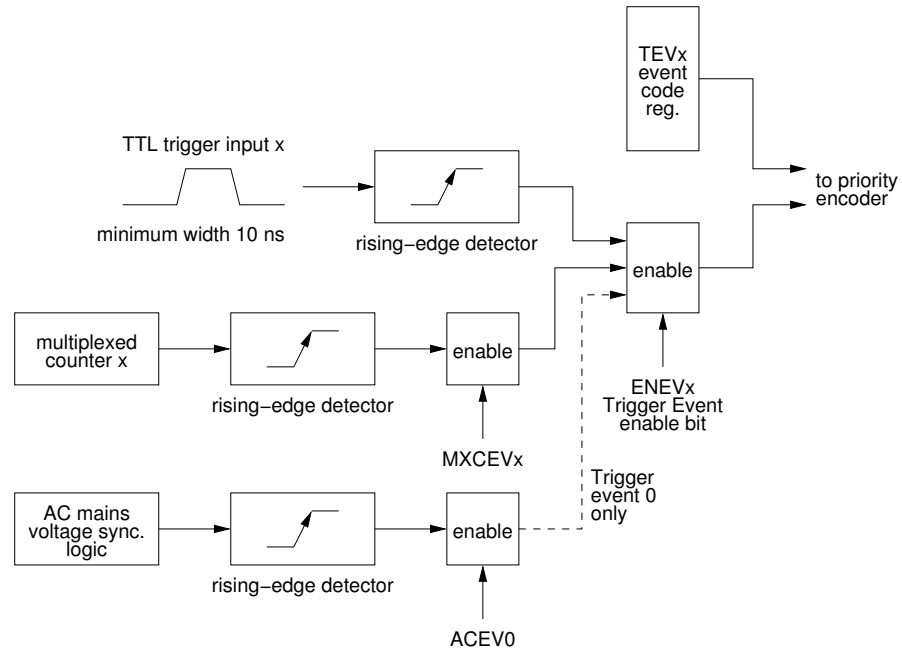 TEVx
event
code
reg.
TTL trigger input x
to priority
encoder
minimum width 10 ns
rising−edge detector
enable
multiplexed
counter x
enable
rising−edge detector
ENEVx
Trigger Event
enable bit
MXCEVx
Trigger
event 0
only
AC mains
voltage sync.
logic
enable
rising−edge detector
ACEV0